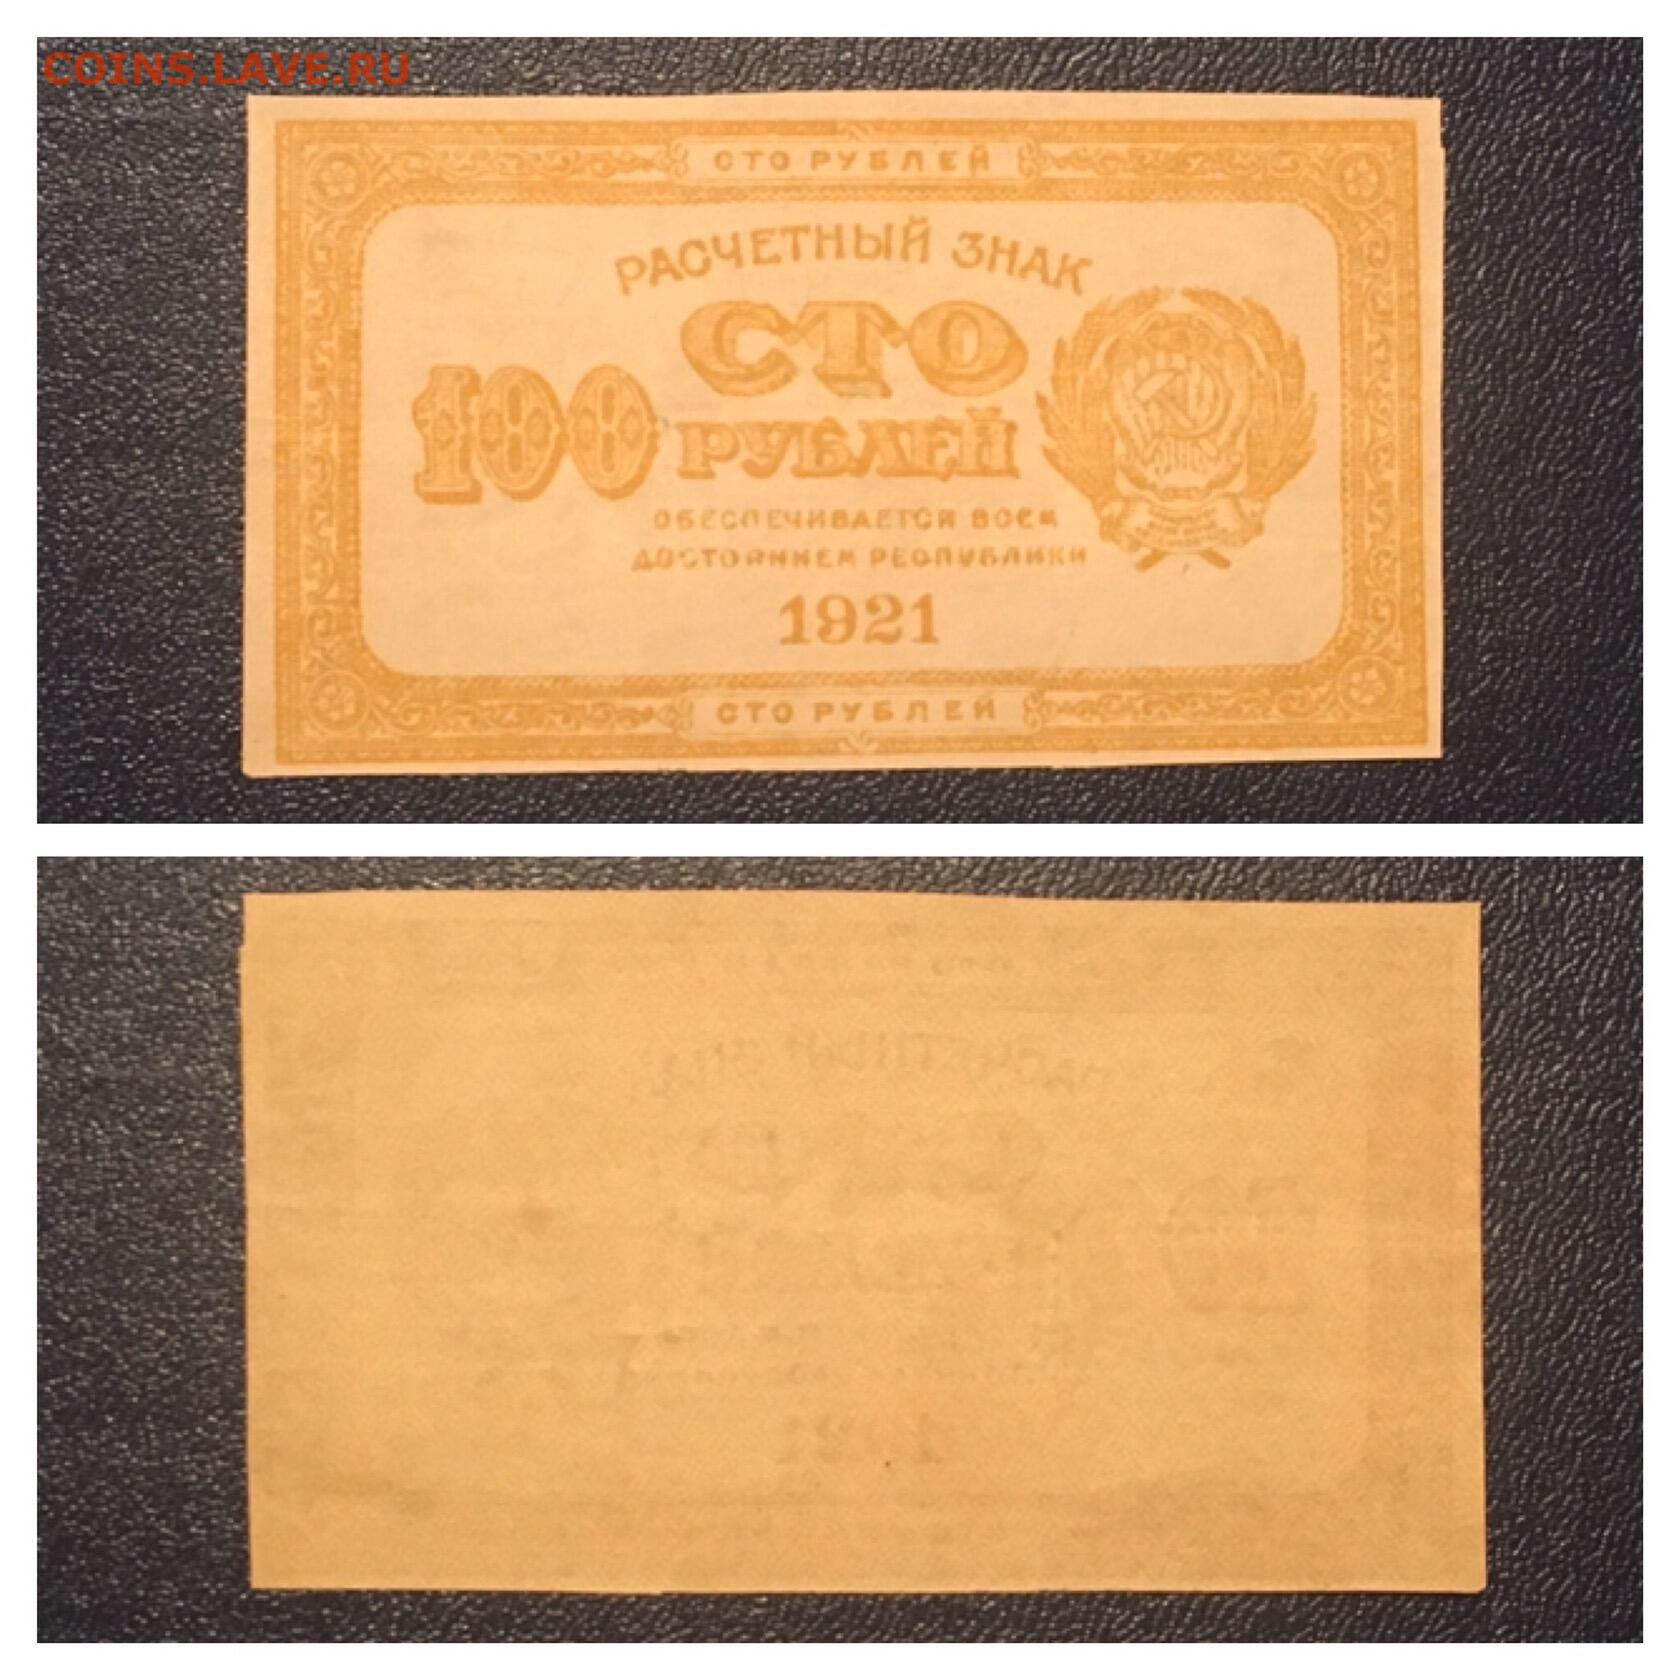 COINS.LAVE.RU
СТО РУБЛЕЙ
РАСЧЕТНЫЙ ЗНАК
СТО
100 РУБЛЕЙ
ОБЕСПЕЧИВАЕТСЯ ВСЕМ
ДОСТОЯНИЕМ РЕСПУБЛИКИ
1921
СТО РУБЛЕЙ